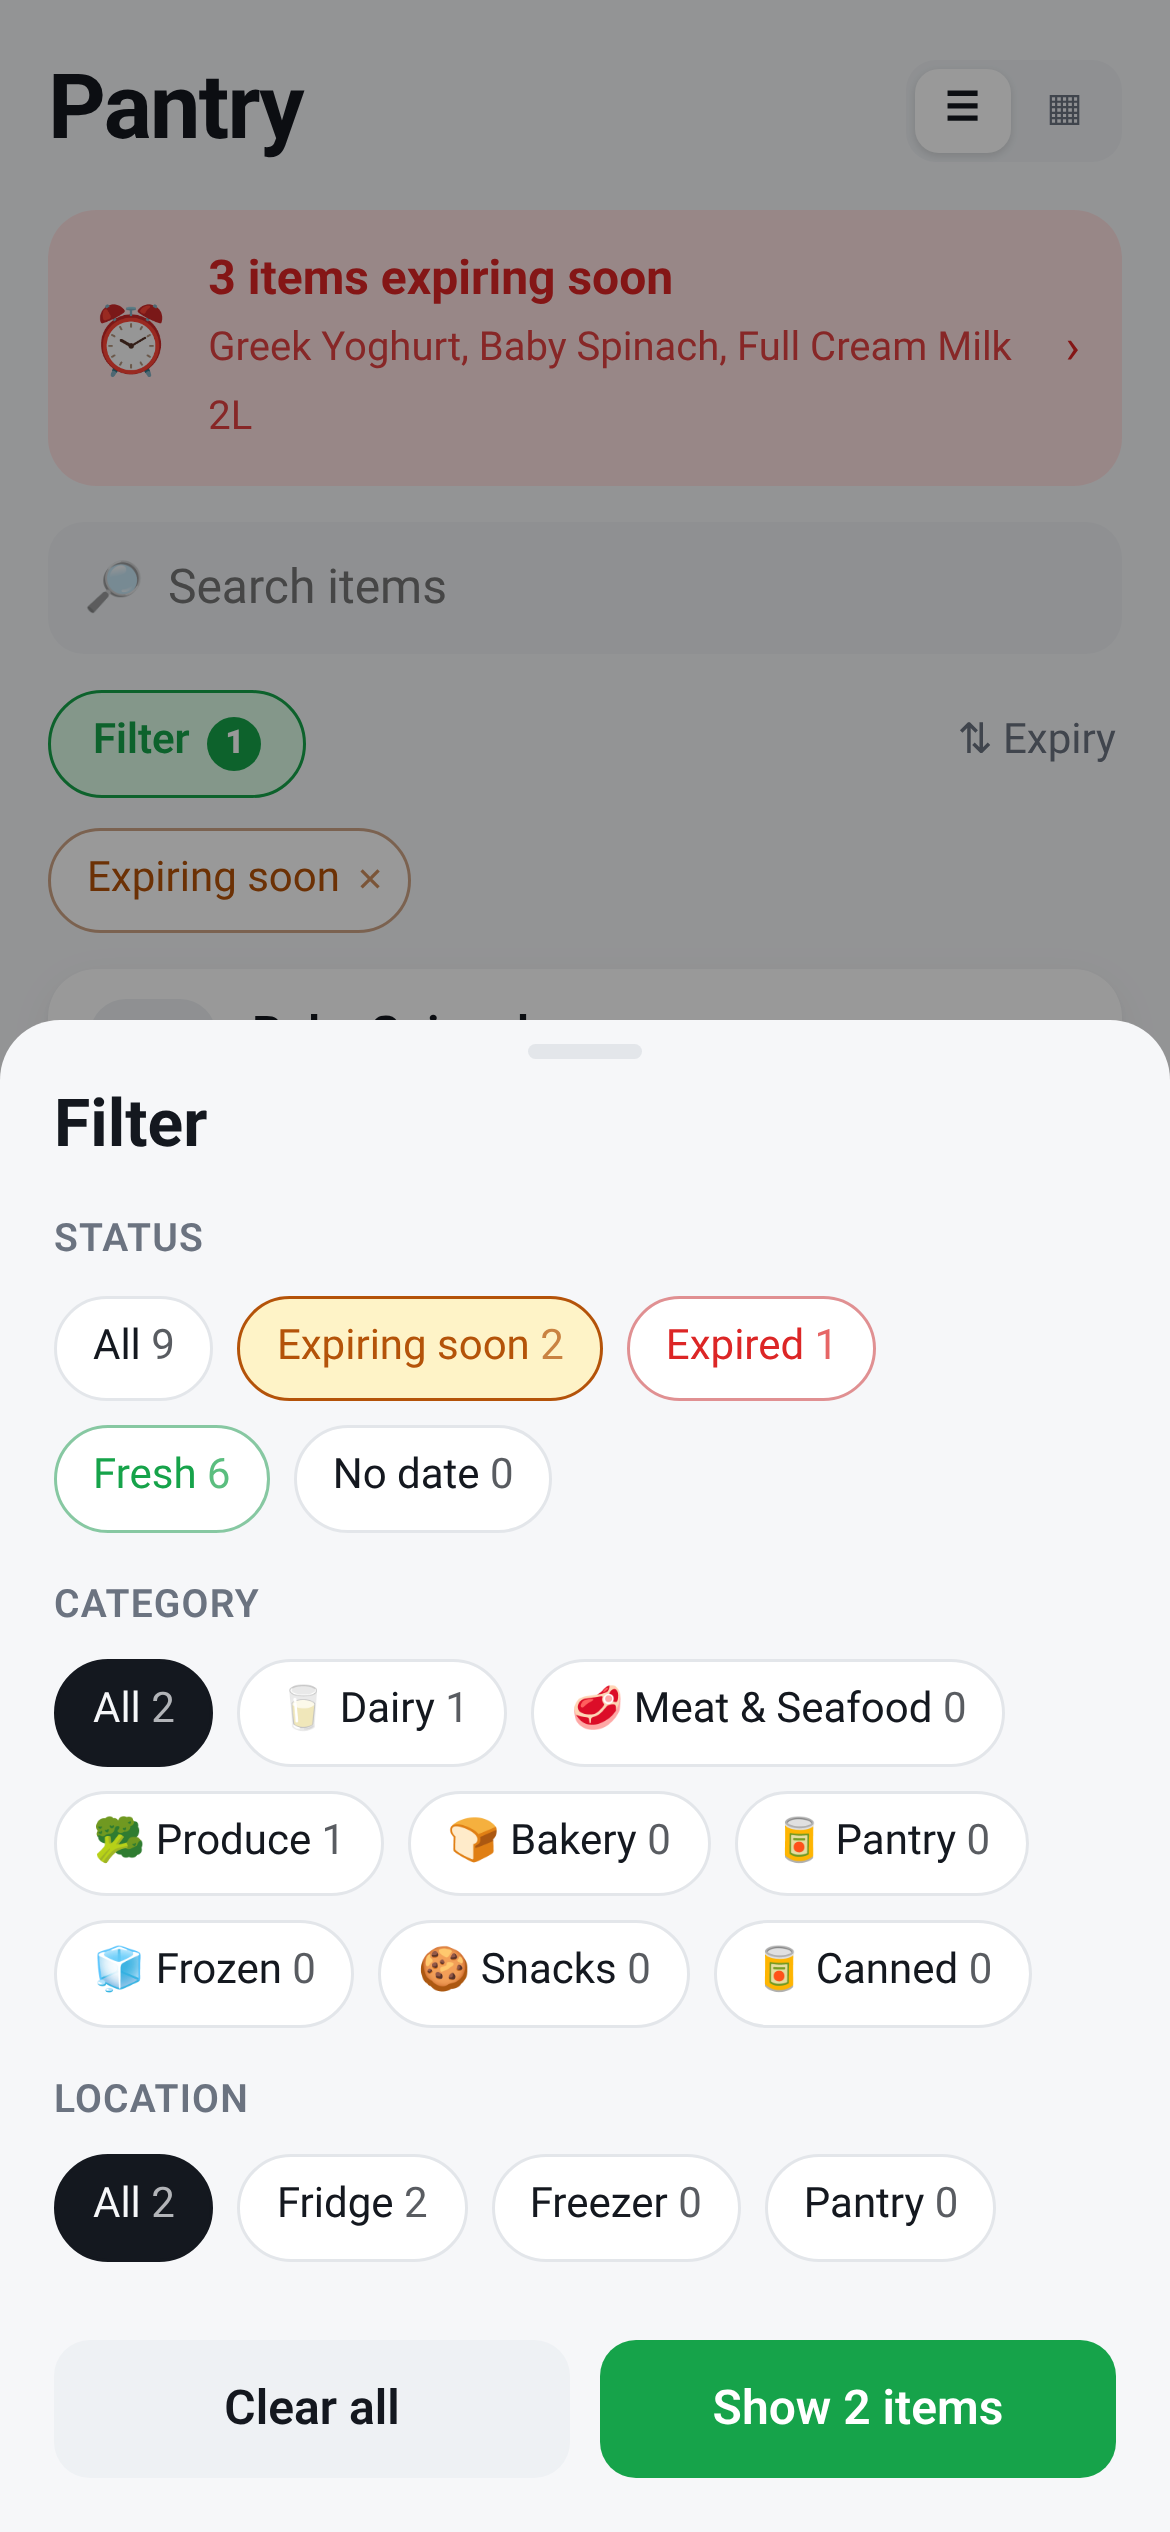 Pantry
3 items expiring soon
Greek Yoghurt, Baby Spinach, Full Cream Milk
2L
Search items
Filter 1
Expiry
Expiring soon ×
Filter
STATUS
All 9
Expiring soon 2
Expired 1
Fresh 6
No date 0
CATEGORY
All 2
Dairy 1
Meat & Seafood 0
Produce 1
Bakery 0
Pantry 0
Frozen 0
Snacks 0
Canned 0
LOCATION
All 2
Fridge 2
Freezer 0
Pantry 0
Clear all
Show 2 items